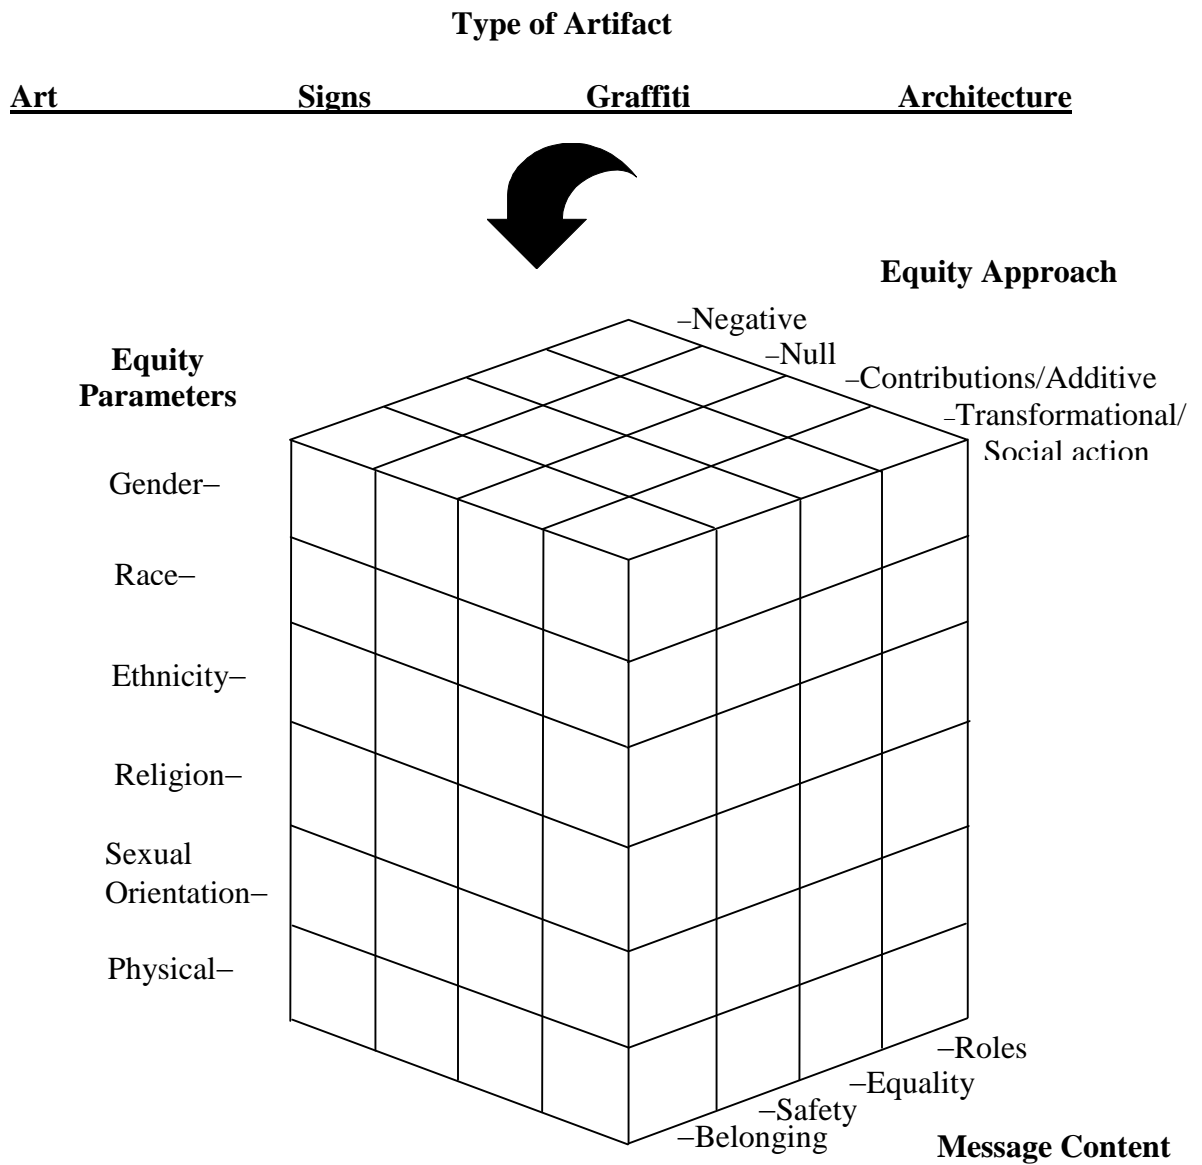 Type of Artifact
Art Signs Graffiti Architecture
Equity Approach
–Negative
–Null
–Contributions/Additive
–Transformational/
Social action
Equity
Parameters
Gender–
Race–
Ethnicity–
Religion–
Sexual
Orientation–
Physical–
–Roles
–Equality
–Safety
–Belonging
Message Content